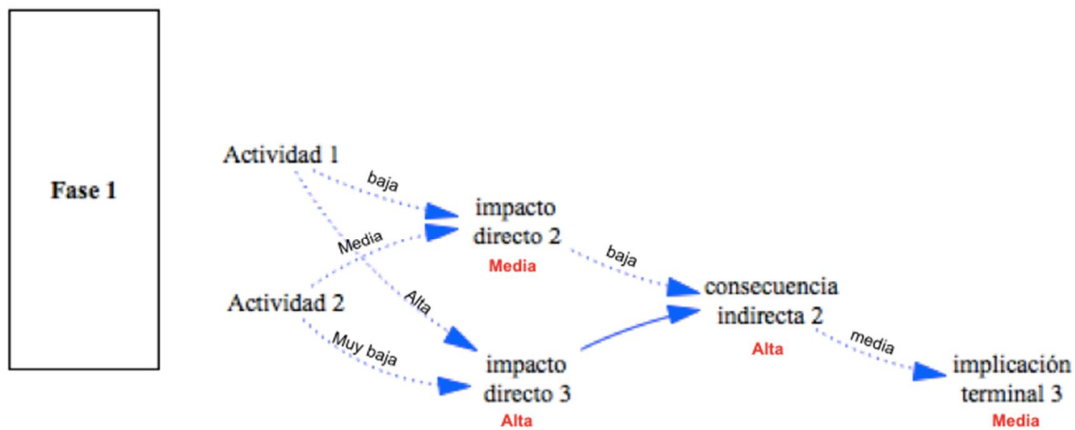 Fase 1
Actividad 1
baja
impacto
directo 2
Media
Media
Actividad 2
Alta
Muy baja
impacto
directo 3
Alta
baja
consecuencia
indirecta 2
Alta
media
implicación
terminal 3
Media